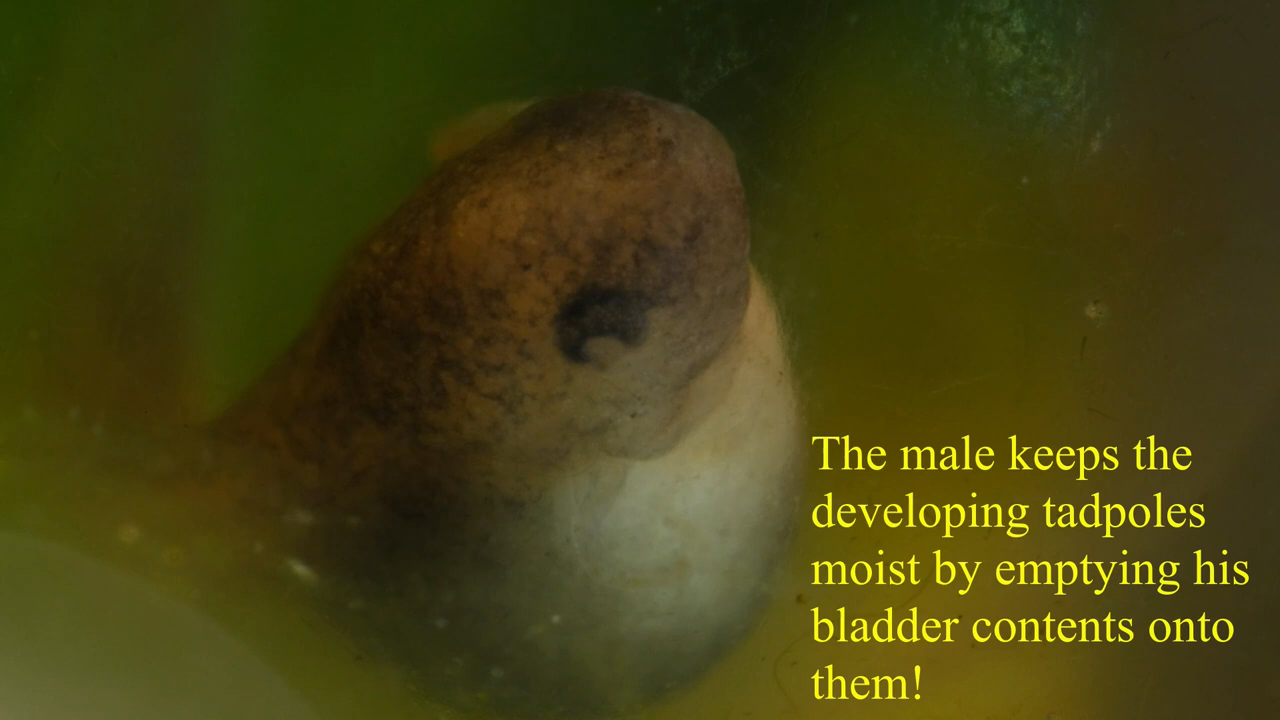 The male keeps the
developing tadpoles
moist by emptying his
bladder contents onto
them!